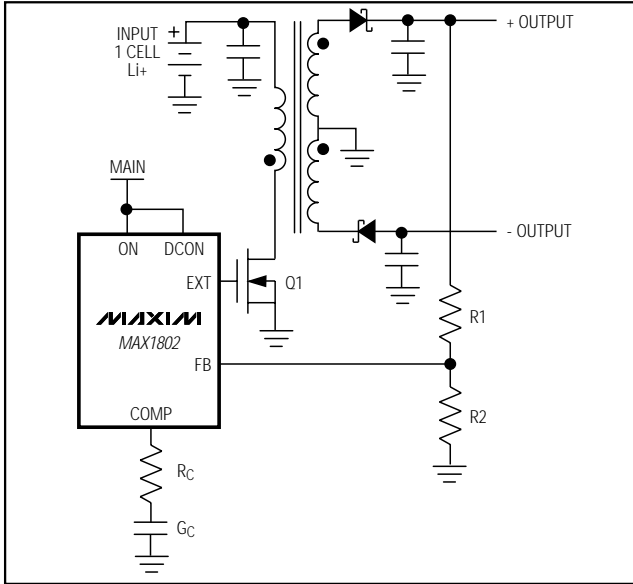 INPUT +
1 CELL
Li+
+ OUTPUT
MAIN
- OUTPUT
ON DCON
EXT
Q1
MAXIM
MAX1802
R1
FB
COMP
R2
RC
GC